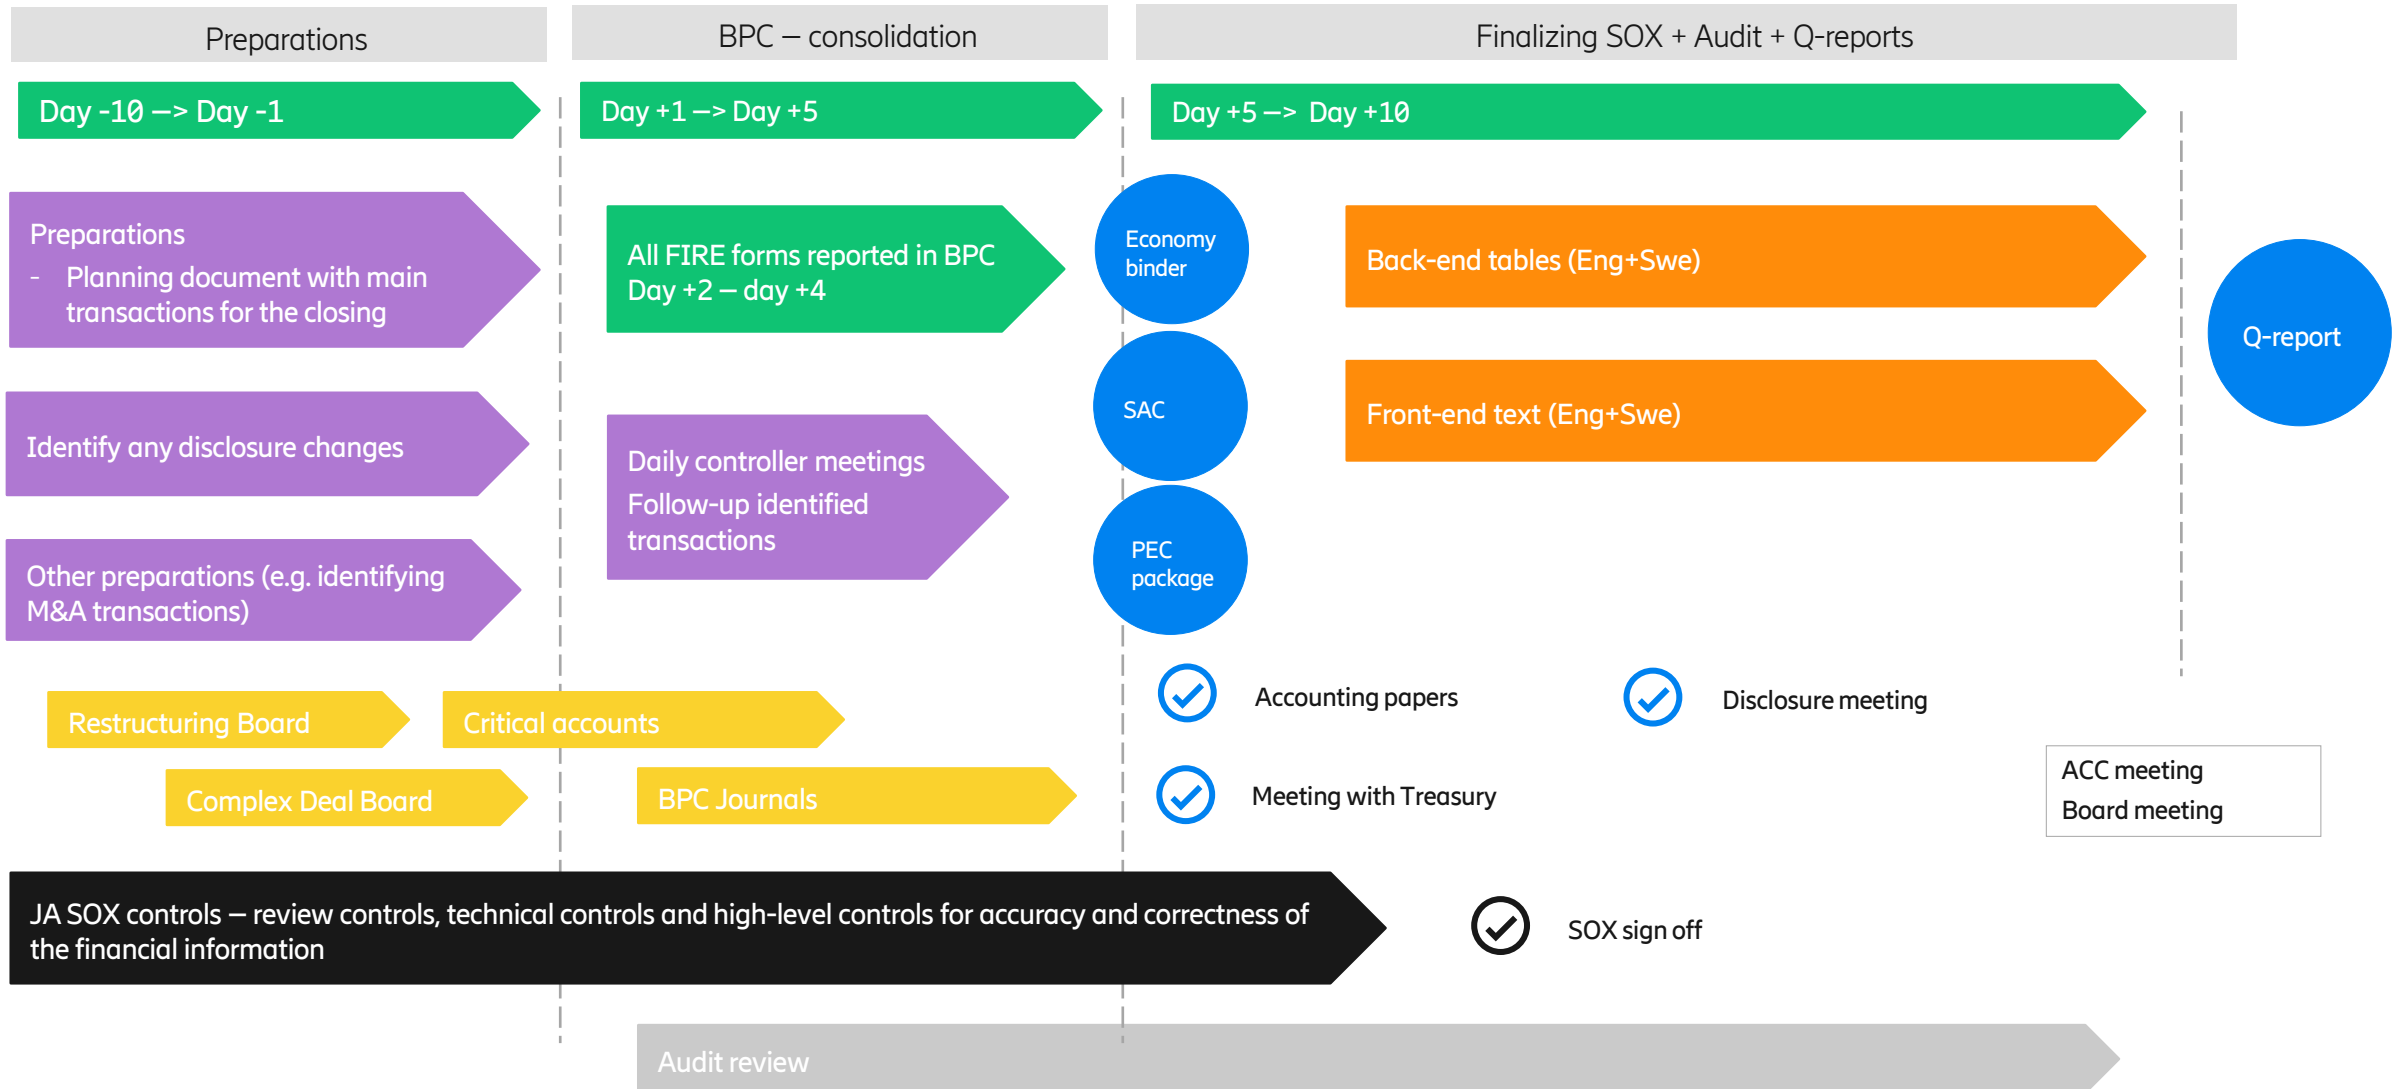 Preparations
BPC – consolidation
Finalizing SOX + Audit + Q-reports
Day -10 –> Day -1
Day +1 –> Day +5
Day +5 –> Day +10
Preparations
- Planning document with main
transactions for the closing
All FIRE forms reported in BPC
Day +2 – day +4
Economy
binder
Back-end tables (Eng+Swe)
Q-report
Identify any disclosure changes
SAC
Front-end text (Eng+Swe)
Daily controller meetings
Follow-up identified
transactions
Other preparations (e.g. identifying
M&A transactions)
PEC
package
Restructuring Board
Critical accounts
Accounting papers
Disclosure meeting
Complex Deal Board
BPC Journals
Meeting with Treasury
ACC meeting
Board meeting
JA SOX controls – review controls, technical controls and high-level controls for accuracy and correctness of
the financial information
SOX sign off
Audit review